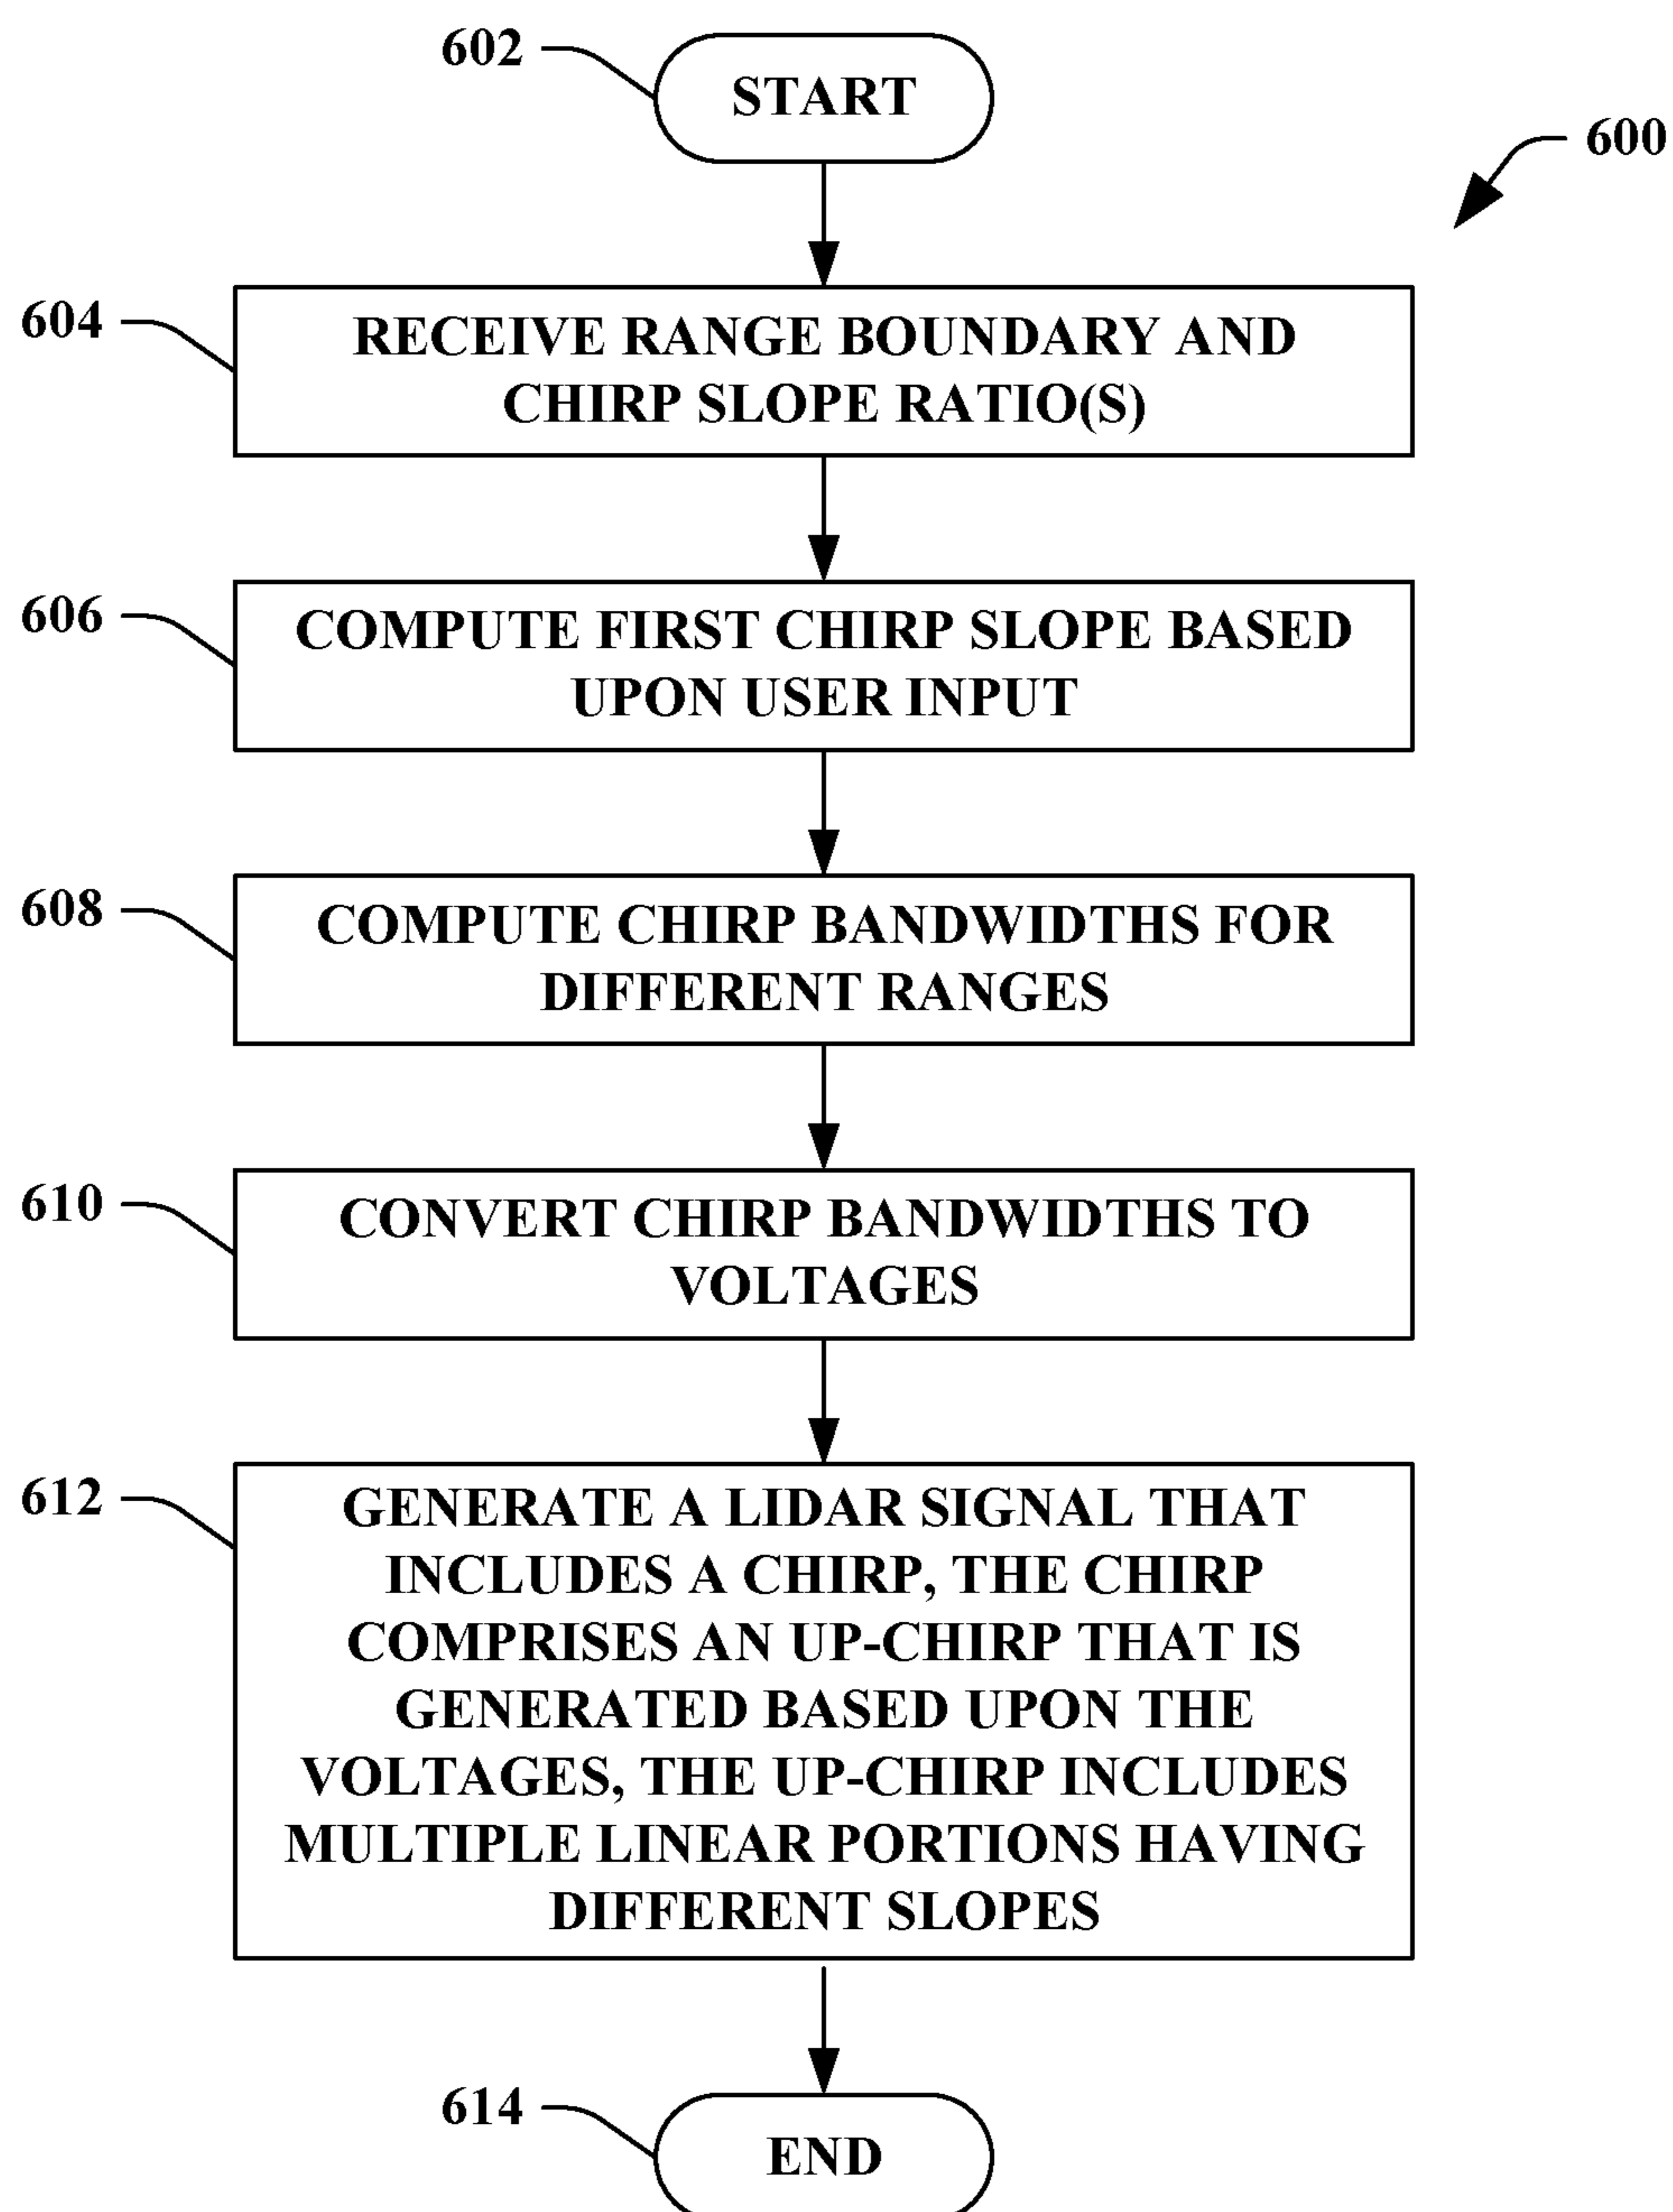 602
START
600
604
RECEIVE RANGE BOUNDARY AND
CHIRP SLOPE RATIO(S)
606
COMPUTE FIRST CHIRP SLOPE BASED
UPON USER INPUT
608
COMPUTE CHIRP BANDWIDTHS FOR
DIFFERENT RANGES
610
CONVERT CHIRP BANDWIDTHS TO
VOLTAGES
612
GENERATE A LIDAR SIGNAL THAT
INCLUDES A CHIRP, THE CHIRP
COMPRISES AN UP-CHIRP THAT IS
GENERATED BASED UPON THE
VOLTAGES, THE UP-CHIRP INCLUDES
MULTIPLE LINEAR PORTIONS HAVING
DIFFERENT SLOPES
614
END